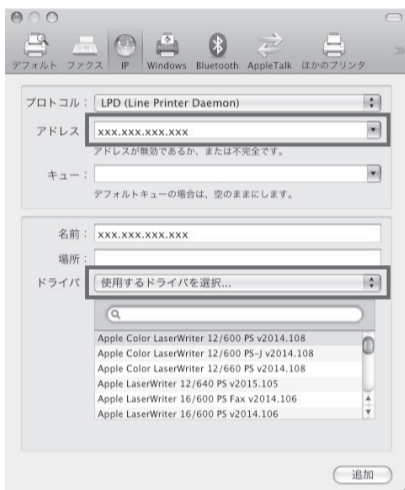 デフォルト ファクス IP Windows Bluetooth AppleTalk ほかのプリンタ
プロトコル： LPD (Line Printer Daemon)
アドレス xxx.xxx.xxx.xxx
アドレスが無効であるか、または不完全です。
キュー：
デフォルトキューの場合は、空のままにします。
名前： xxx.xxx.xxx.xxx
場所：
ドライバ 使用するドライバを選択...
Apple Color LaserWriter 12/600 PS v2014.108
Apple Color LaserWriter 12/600 PS-J v2014.108
Apple Color LaserWriter 12/660 PS v2014.108
Apple LaserWriter 12/640 PS v2015.105
Apple LaserWriter 16/600 PS Fax v2014.106
Apple LaserWriter 16/600 PS v2014.106
追加